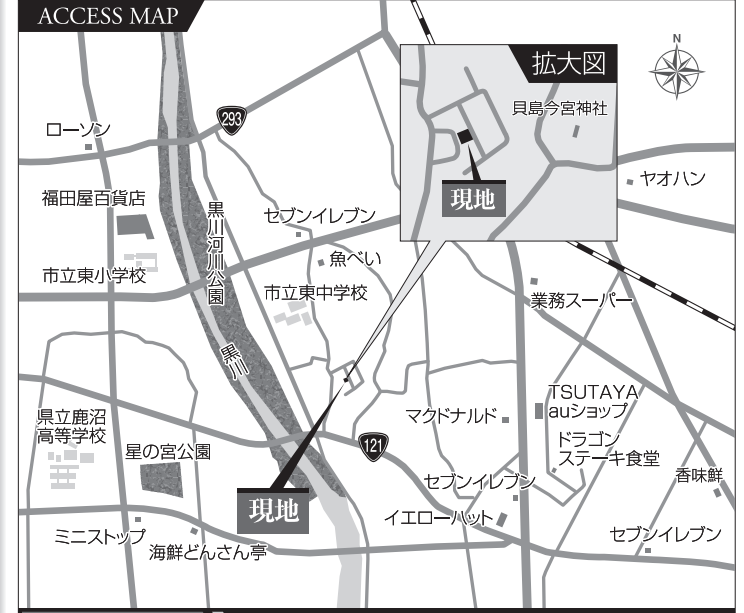 ACCESS MAP
N
拡大図
貝島今宮神社
現地
293
ローソン
ヤオハン
福田屋百貨店
黒川河川公園
セブンイレブン
魚べい
市立東小学校
市立東中学校
業務スーパー
黒川
TSUTAYA
auショップ
マクドナルド
県立鹿沼
高等学校
121
ドラゴン
ステーキ食堂
星の宮公園
香味鮮
セブンイレブン
現地
イエローハット
ミニストップ
海鮮どんさん亭
セブンイレブン